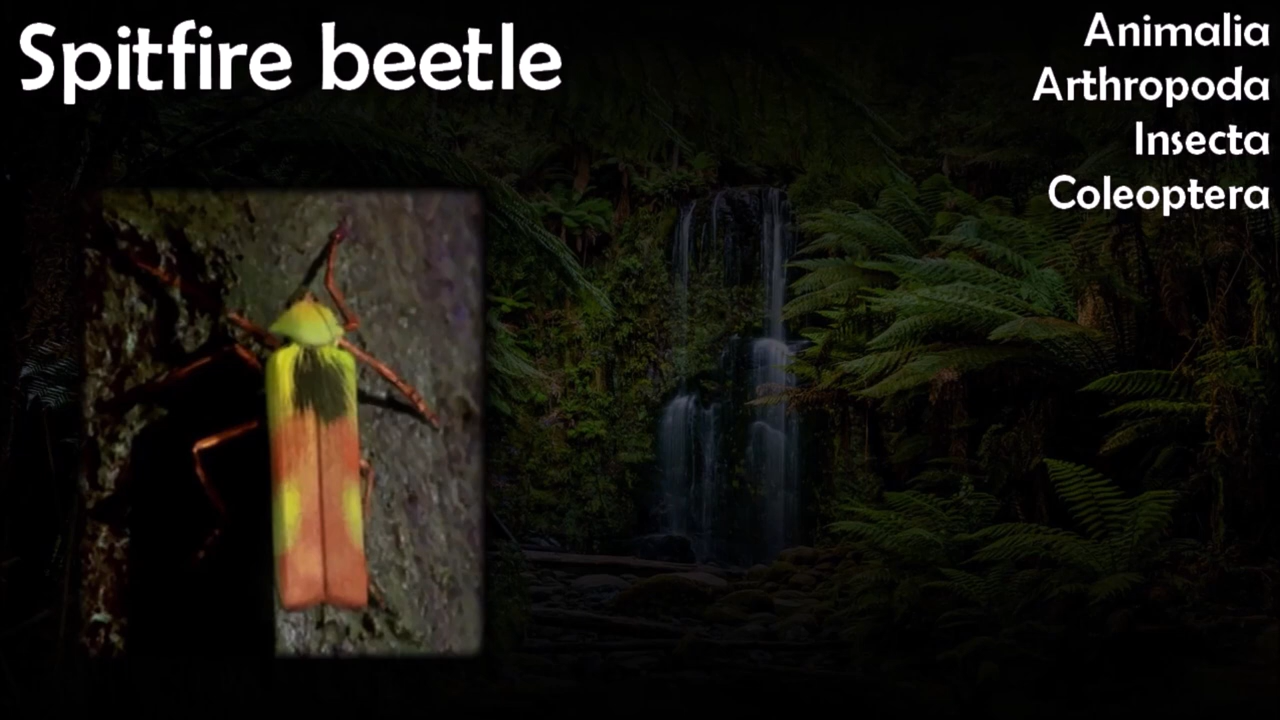 Spitfire beetle
Animalia
Arthropoda
Insecta
Coleoptera